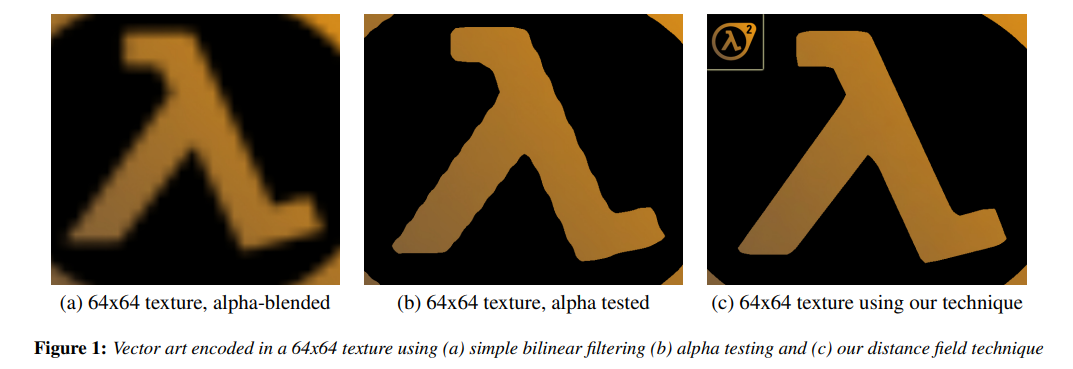 λ2
(a) 64x64 texture, alpha-blended
(b) 64x64 texture, alpha tested
(c) 64x64 texture using our technique
Figure 1: Vector art encoded in a 64x64 texture using (a) simple bilinear filtering (b) alpha testing and (c) our distance field technique